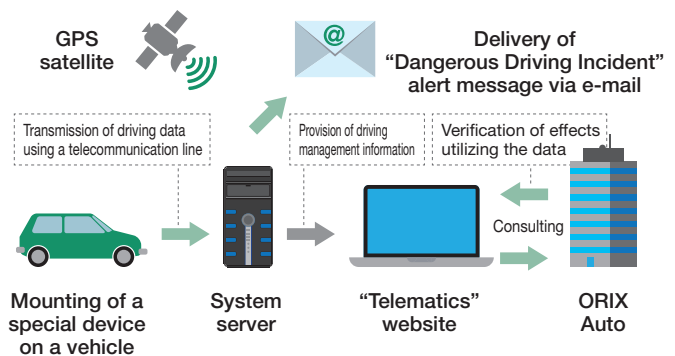 GPS
satellite
@
Delivery of
“Dangerous Driving Incident”
alert message via e-mail
Transmission of driving data
using a telecommunication line
Provision of driving
management information
Verification of effects
utilizing the data
Consulting
Mounting of a
special device
on a vehicle
System
server
“Telematics”
website
ORIX
Auto